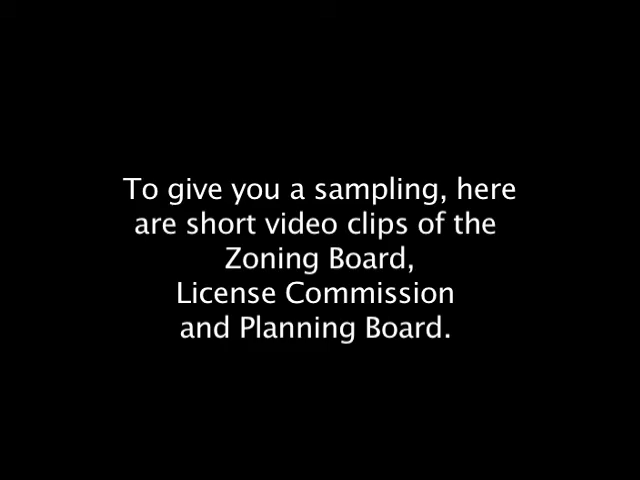 To give you a sampling, here
are short video clips of the
Zoning Board,
License Commission
and Planning Board.